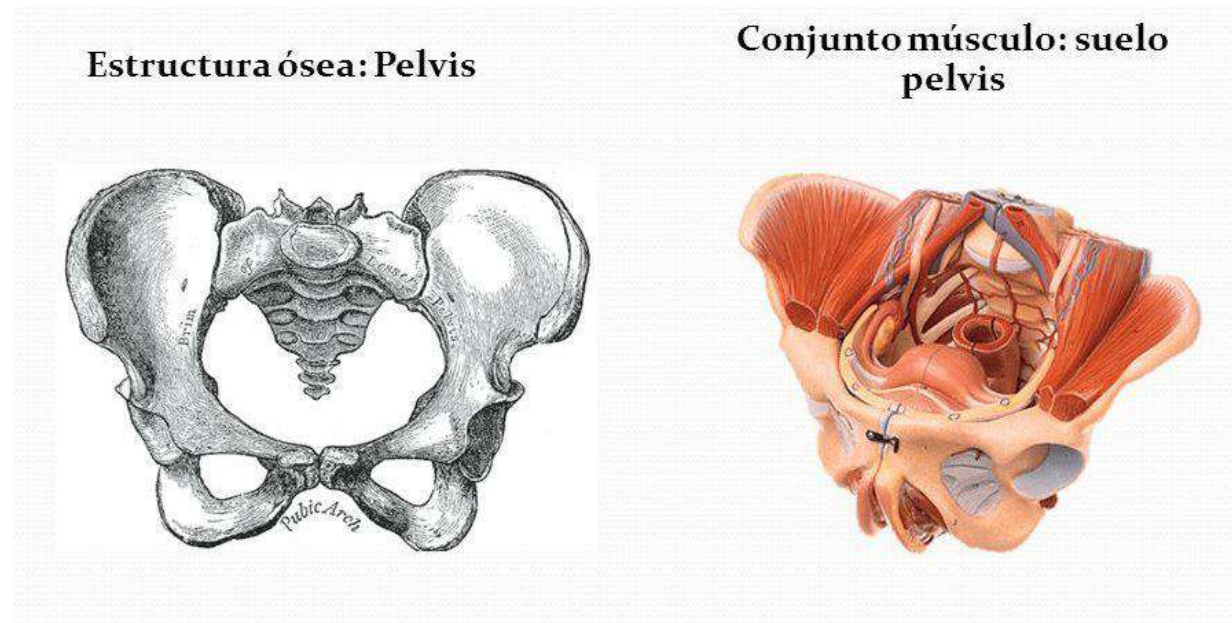 Estructura ósea: Pelvis
Conjunto músculo: suelo
pelvis
Brim
of
Lesser
Pelvis
Pubic Arch